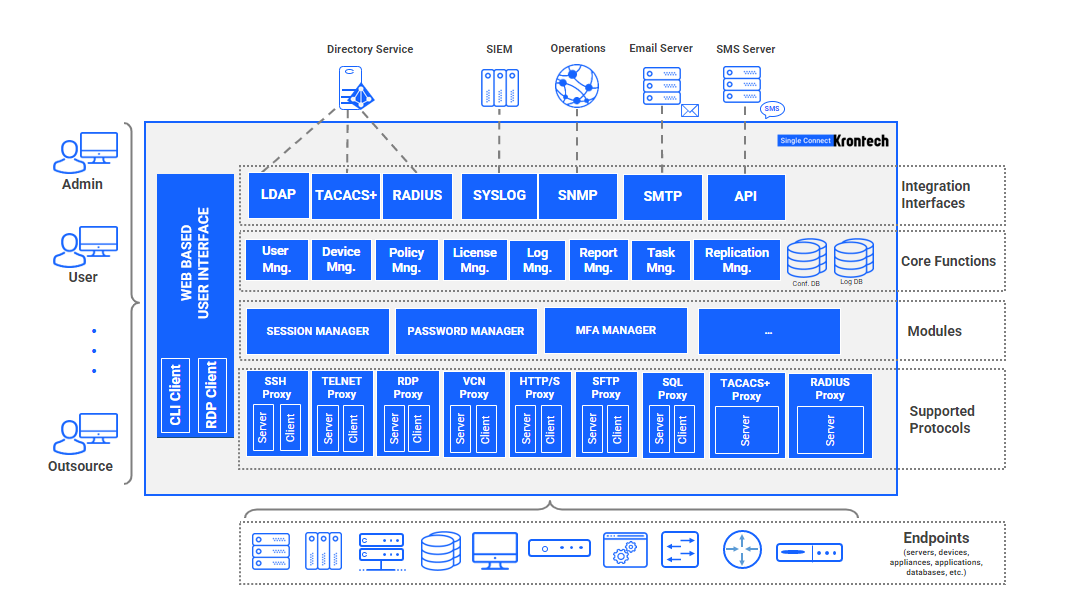 Directory Service
SIEM
Operations
Email Server
SMS Server
SMS
Single Connect Krontech
Admin
User
Outsource
WEB BASED
USER INTERFACE
CLI Client
RDP Client
LDAP
TACACS+
RADIUS
SYSLOG
SNMP
SMTP
API
Integration
Interfaces
User
Mng.
Device
Mng.
Policy
Mng.
License
Mng.
Log
Mng.
Report
Mng.
Task
Mng.
Replication
Mng.
Conf. DB
Log DB
Core Functions
SESSION MANAGER
PASSWORD MANAGER
MFA MANAGER
...
Modules
SSH
Proxy
Server
Client
TELNET
Proxy
Server
Client
RDP
Proxy
Server
Client
VCN
Proxy
Server
Client
HTTP/S
Proxy
Server
Client
SFTP
Proxy
Server
Client
SQL
Proxy
Server
Client
TACACS+
Proxy
Server
RADIUS
Proxy
Server
Supported
Protocols
Endpoints
(servers, devices,
appliances, applications,
databases, etc.)